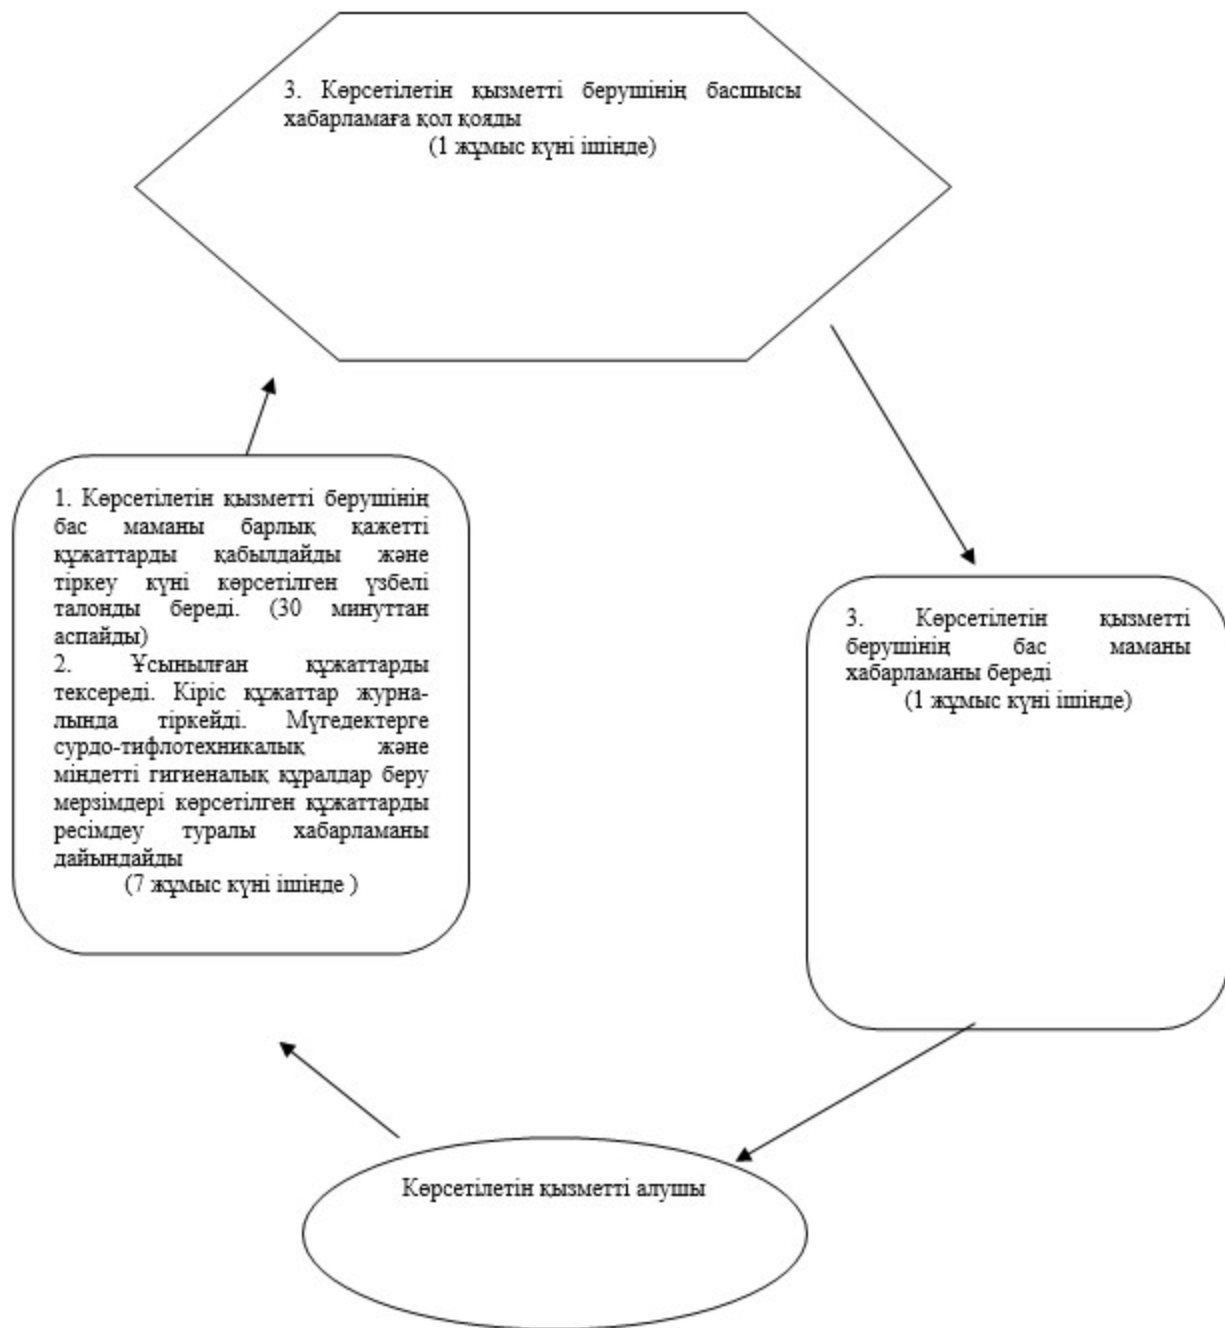 3. Көрсетілетін қызметті берушінің басшысы
хабарламаға қол қояды
(1 жұмыс күні ішінде)
1. Көрсетілетін қызметті берушінің
бас маманы барлық қажетті
құжаттарды қабылдайды және
тіркеу күні көрсетілген үзбелі
талонды береді. (30 минуттан
аспайды)
2. Ұсынылған құжаттарды
тексереді. Кіріс құжаттар журна-
лында тіркейді. Мүгедектерге
сурдо-тифлотехникалық және
міндетті гигиеналық құралдар беру
мерзімдері көрсетілген құжаттарды
ресімдеу туралы хабарламаны
дайындайды
(7 жұмыс күні ішінде )
3. Көрсетілетін қызметті
берушінің бас маманы
хабарламаны береді
(1 жұмыс күні ішінде)
Көрсетілетін қызметті алушы